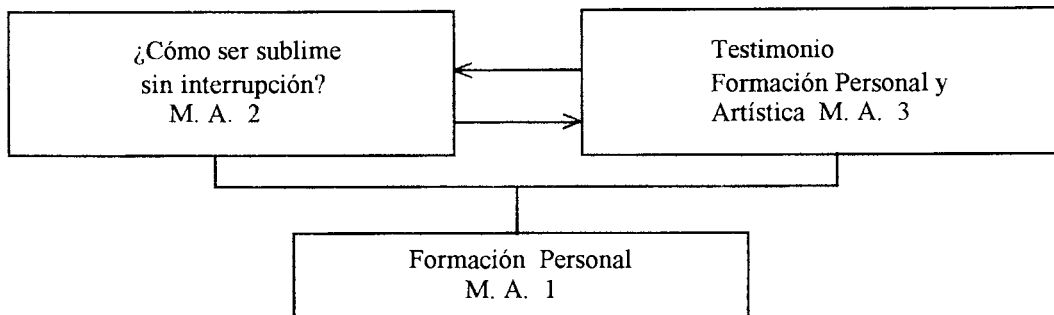 ¿Cómo ser sublime
sin interrupción?
M. A. 2
Testimonio
Formación Personal y
Artística M. A. 3
Formación Personal
M. A. 1